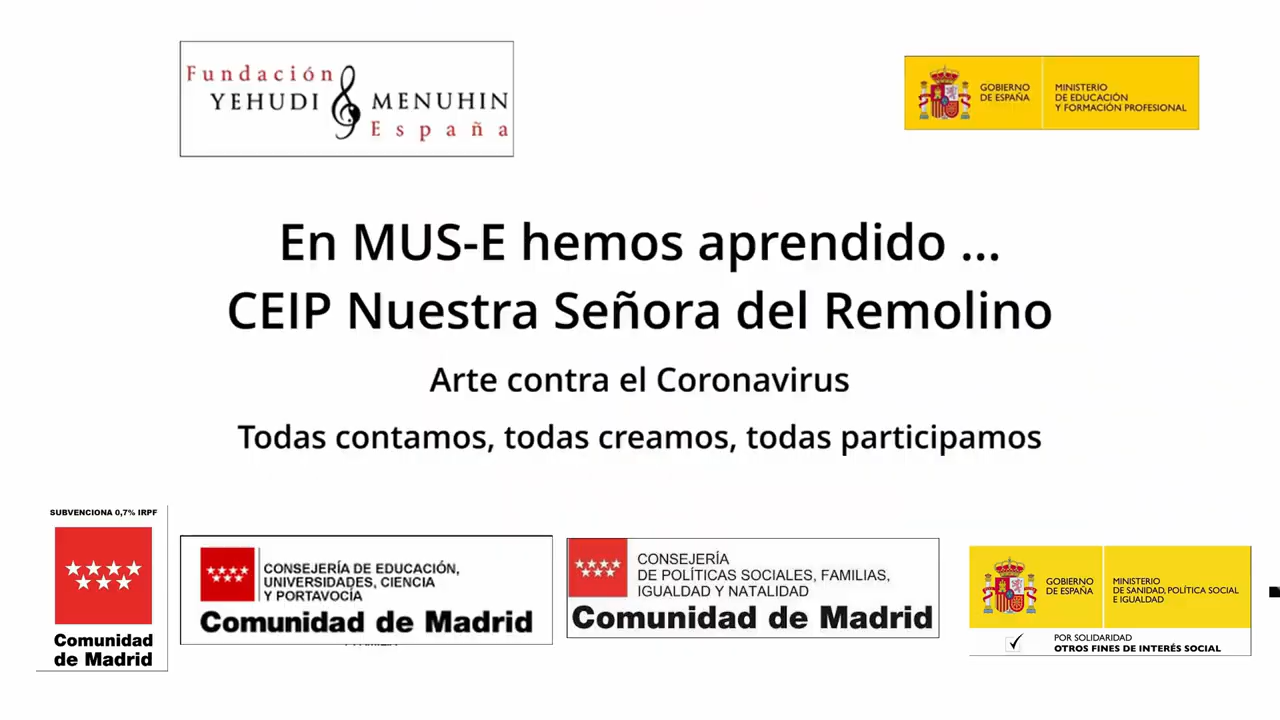 Fundación
YEHUDI MENUHIN
España
GOBIERNO
DE ESPAÑA
MINISTERIO
DE EDUCACIÓN
Y FORMACIÓN PROFESIONAL
En MUS-E hemos aprendido ...
CEIP Nuestra Señora del Remolino
Arte contra el Coronavirus
Todas contamos, todas creamos, todas participamos
SUBVENCIONA 0,7% IRPF
Comunidad
de Madrid
CONSEJERÍA DE EDUCACIÓN,
UNIVERSIDADES, CIENCIA
Y PORTAVOCÍA
Comunidad de Madrid
CONSEJERÍA
DE POLÍTICAS SOCIALES, FAMILIAS,
IGUALDAD Y NATALIDAD
Comunidad de Madrid
GOBIERNO
DE ESPAÑA
MINISTERIO
DE SANIDAD, POLÍTICA SOCIAL
E IGUALDAD
POR SOLIDARIDAD
OTROS FINES DE INTERÉS SOCIAL